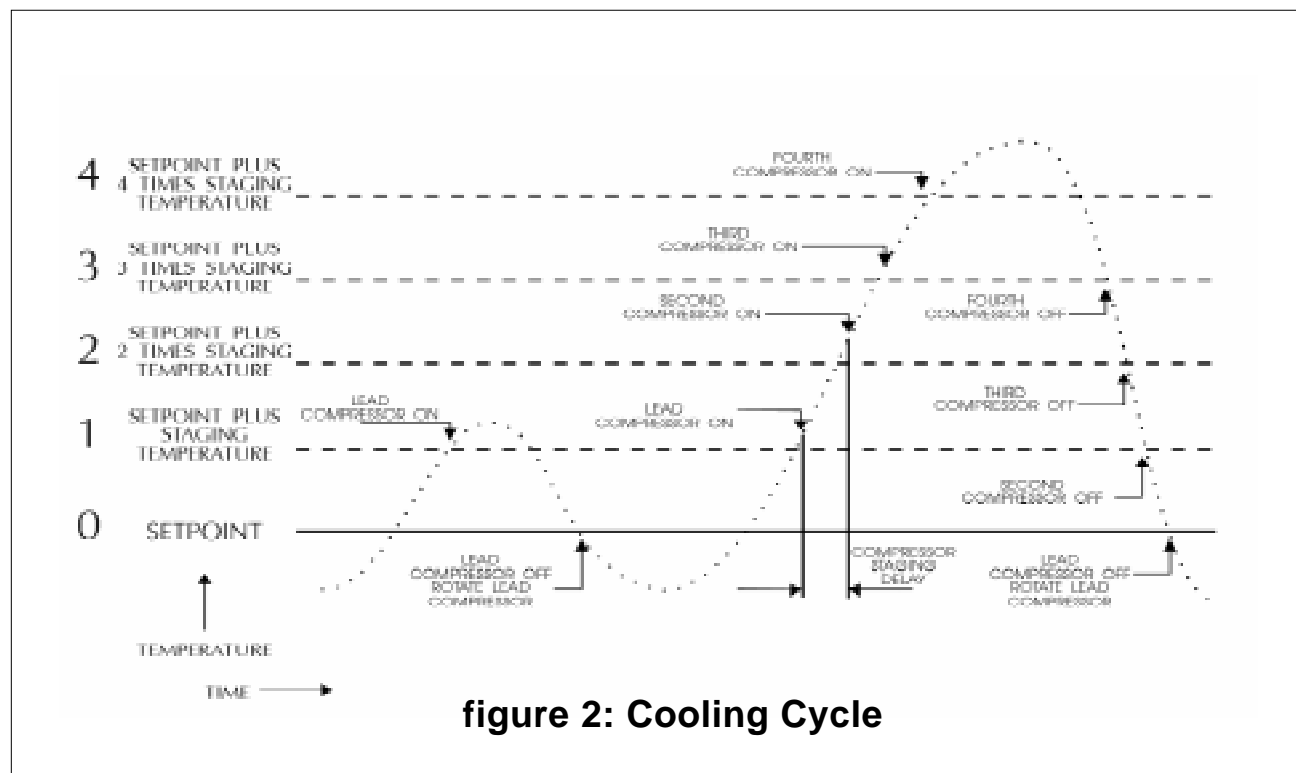 4 SETPOINT PLUS
4 TIMES STAGING
TEMPERATURE
FOURTH
COMPRESSOR ON
3 SETPOINT PLUS
3 TIMES STAGING
TEMPERATURE
THIRD
COMPRESSOR ON
SECOND
COMPRESSOR ON
FOURTH
COMPRESSOR OFF
2 SETPOINT PLUS
2 TIMES STAGING
TEMPERATURE
THIRD
COMPRESSOR OFF
1 SETPOINT PLUS
STAGING
TEMPERATURE
LEAD
COMPRESSOR ON
LEAD
COMPRESSOR ON
SECOND
COMPRESSOR OFF
0 SETPOINT
LEAD
COMPRESSOR OFF
ROTATE LEAD
COMPRESSOR
COMPRESSOR
STAGING
DELAY
LEAD
COMPRESSOR OFF
ROTATE LEAD
COMPRESSOR
TEMPERATURE
TIME
figure 2: Cooling Cycle